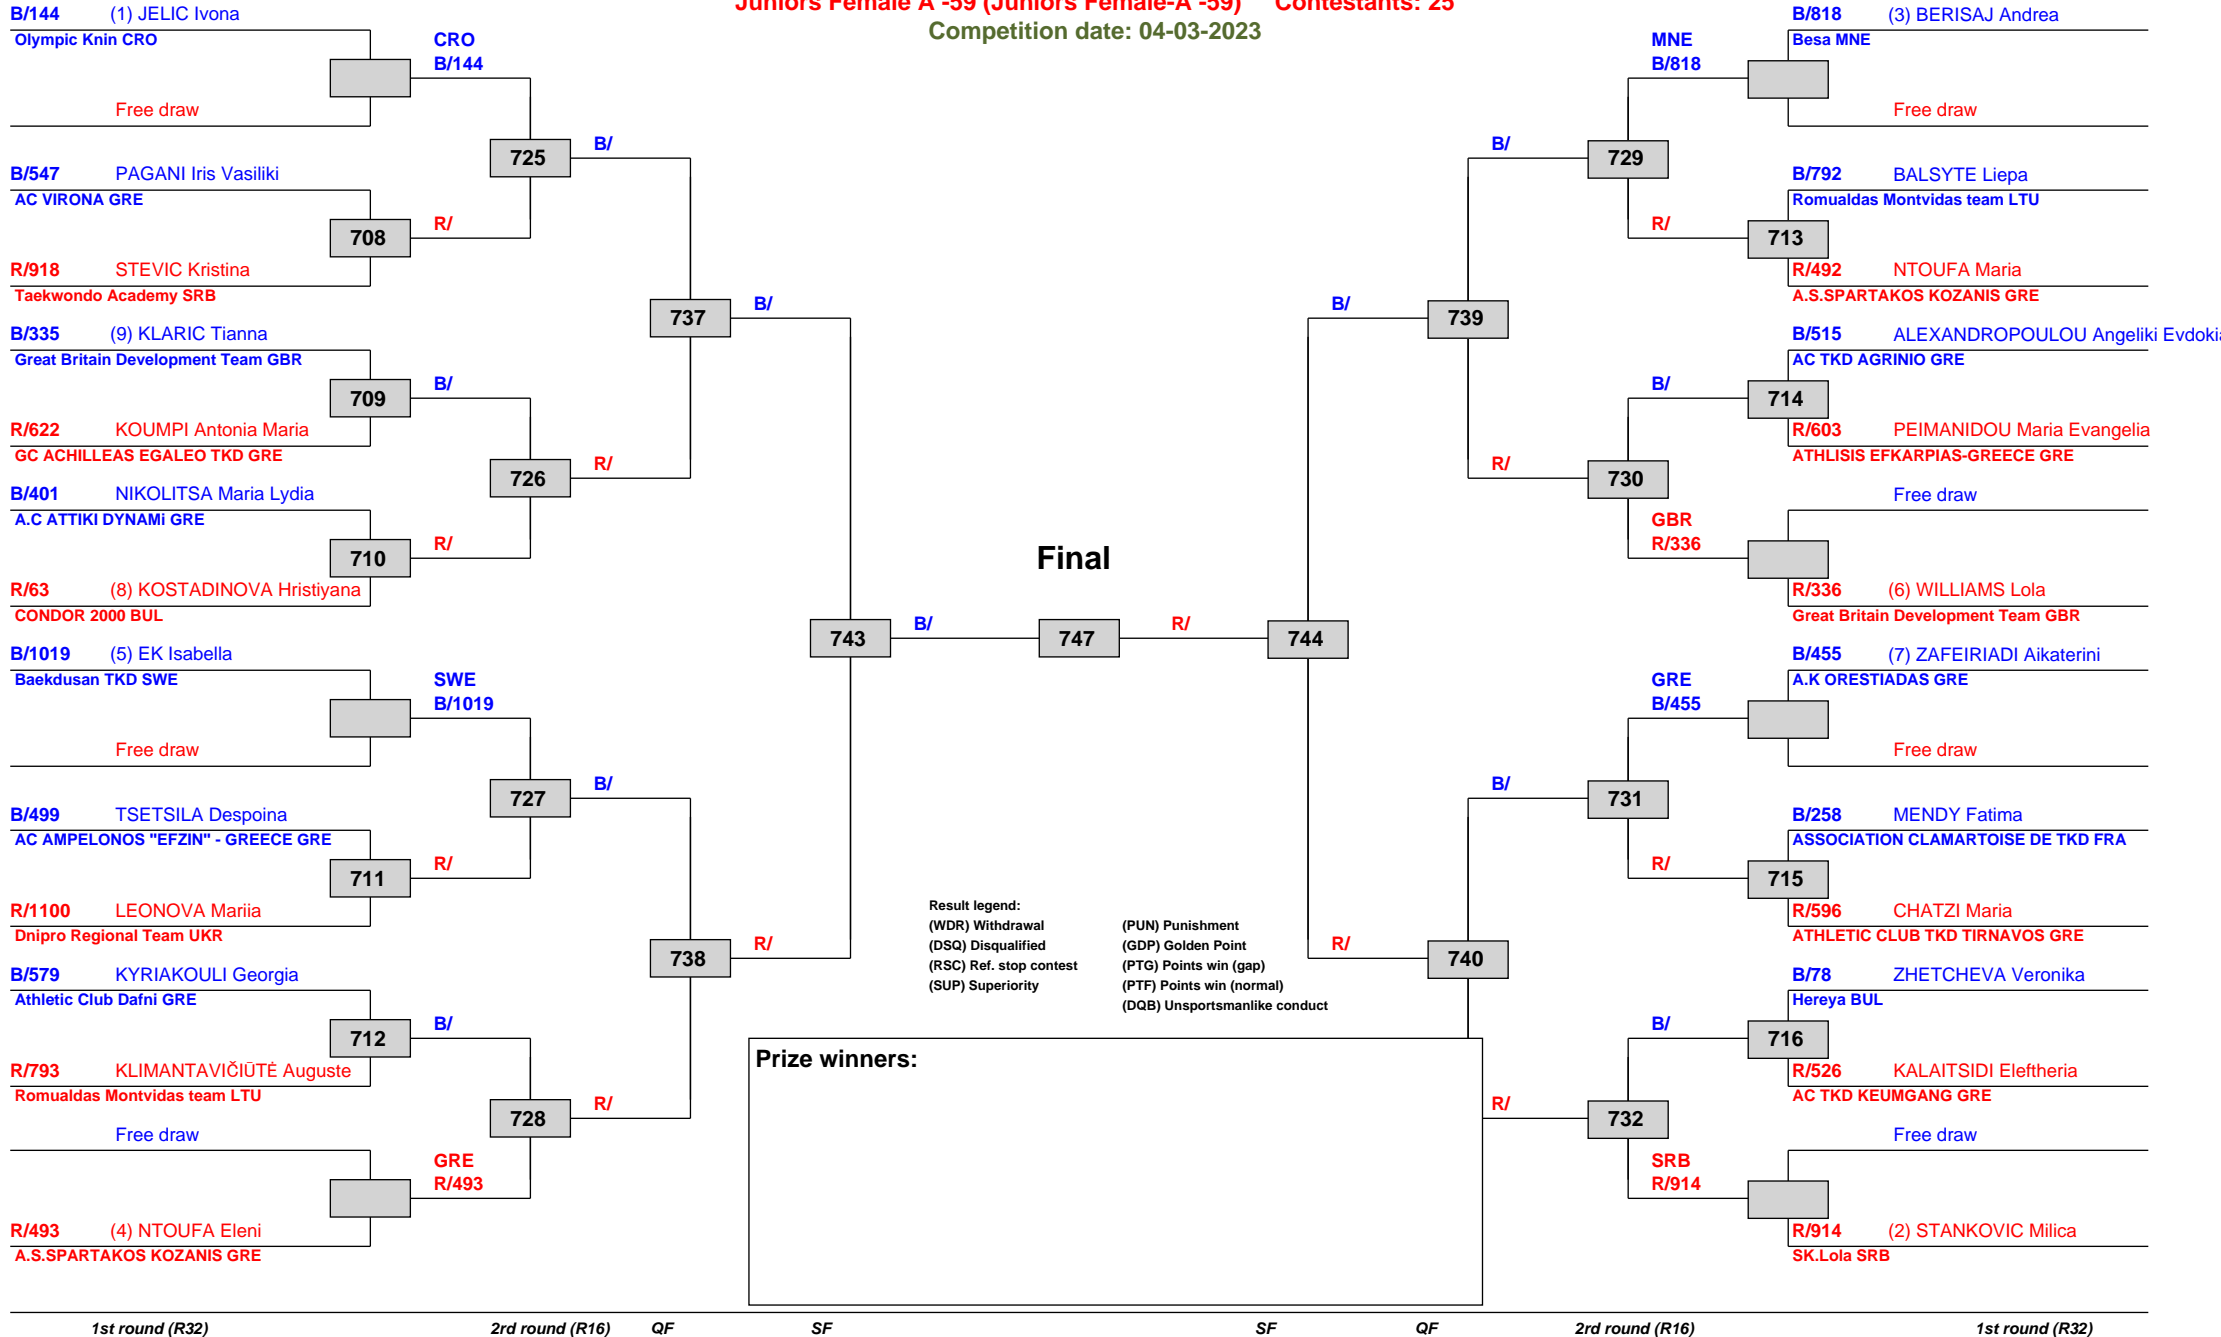 Juniors Female A -59 (Juniors Female-A -59) Contestants: 25
Competition date: 04-03-2023
B/144 (1) JELIC Ivona
Olympic Knin CRO
CRO
B/144
Free draw
725
B/
B/547 PAGANI Iris Vasiliki
AC VIRONA GRE
708
R/
R/918 STEVIC Kristina
Taekwondo Academy SRB
737
B/
B/335 (9) KLARIC Tianna
Great Britain Development Team GBR
709
B/
R/622 KOUMPI Antonia Maria
GC ACHILLEAS EGALEO TKD GRE
726
R/
B/401 NIKOLITSA Maria Lydia
A.C ATTIKI DYNAMi GRE
710
R/
R/63 (8) KOSTADINOVA Hristiyana
CONDOR 2000 BUL
743
B/
B/1019 (5) EK Isabella
Baekdusan TKD SWE
SWE
B/1019
Free draw
727
B/
B/499 TSETSILA Despoina
AC AMPELONOS "EFZIN" - GREECE GRE
711
R/
R/1100 LEONOVA Mariia
Dnipro Regional Team UKR
738
R/
B/579 KYRIAKOULI Georgia
Athletic Club Dafni GRE
712
B/
R/793 KLIMANTAVIČIŪTĖ Auguste
Romualdas Montvidas team LTU
728
R/
Free draw
GRE
R/493
R/493 (4) NTOUFA Eleni
A.S.SPARTAKOS KOZANIS GRE
Final
747
R/
744
Result legend:
(WDR) Withdrawal (PUN) Punishment
(DSQ) Disqualified (GDP) Golden Point
(RSC) Ref. stop contest (PTG) Points win (gap)
(SUP) Superiority (PTF) Points win (normal)
(DQB) Unsportsmanlike conduct
Prize winners:
B/818 (3) BERISAJ Andrea
Besa MNE
MNE
B/818
Free draw
B/
729
B/792 BALSYTE Liepa
Romualdas Montvidas team LTU
R/
713
R/492 NTOUFA Maria
A.S.SPARTAKOS KOZANIS GRE
B/
739
B/515 ALEXANDROPOULOU Angeliki
AC TKD AGRINIO GRE
B/
714
R/603 PEIMANIDOU Maria Evangelia
ATHLISIS EFKARPIAS-GREECE GRE
R/
730
Free draw
GBR
R/336
R/336 (6) WILLIAMS Lola
Great Britain Development Team GBR
B/455 (7) ZAFEIRIADI Aikaterini
A.K ORESTIADAS GRE
GRE
B/455
Free draw
B/
731
B/258 MENDY Fatima
ASSOCIATION CLAMARTOISE DE TKD FRA
R/
715
R/596 CHATZI Maria
ATHLETIC CLUB TKD TIRNAVOS GRE
R/
740
B/78 ZHETCHEVA Veronika
Hereya BUL
B/
716
R/526 KALAITSIDI Eleftheria
AC TKD KEUMGANG GRE
R/
732
Free draw
SRB
R/914
R/914 (2) STANKOVIC Milica
SK.Lola SRB
1st round (R32) 2rd round (R16) QF SF SF QF 2rd round (R16) 1st round (R32)